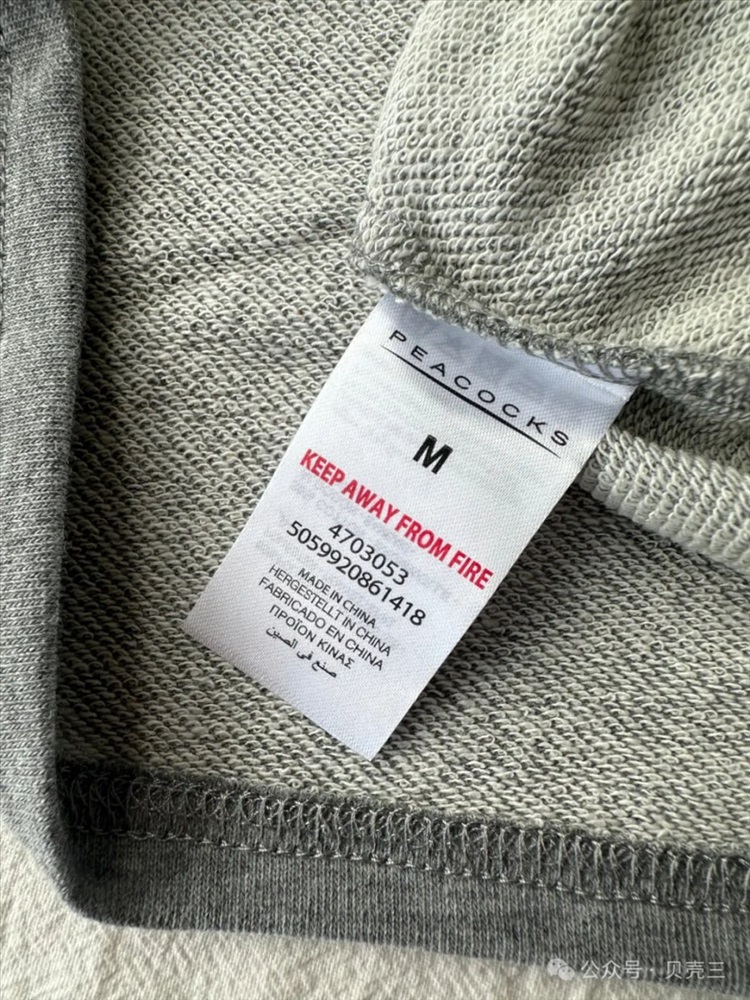 PEACOCKS
M
KEEP AWAY FROM FIRE
4703053
5059920861418
MADE IN CHINA
HERGESTELLT IN CHINA
FABRICADO EN CHINA
ΠΡΟΪΟΝ ΚΙΝΑΣ
صنع في الصين
公众号 · 贝壳三